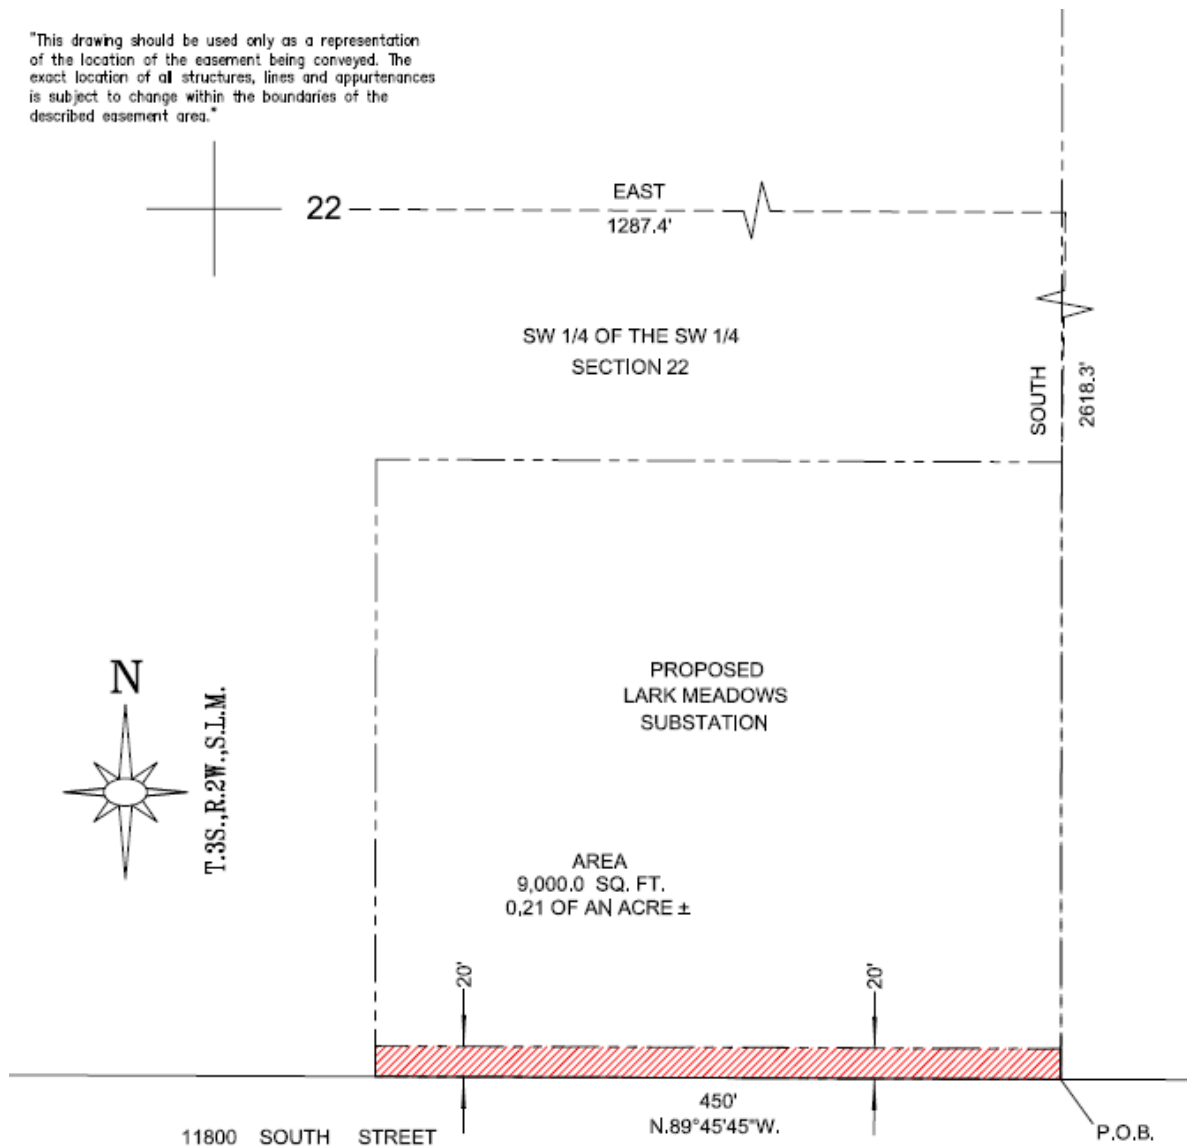 "This drawing should be used only as a representation
of the location of the easement being conveyed. The
exact location of all structures, lines and appurtenances
is subject to change within the boundaries of the
described easement area."
22
EAST
1287.4'
SW 1/4 OF THE SW 1/4
SECTION 22
SOUTH
2618.3'
PROPOSED
LARK MEADOWS
SUBSTATION
N
T.3S.,R.2W.,S.L.M.
AREA
9,000.0 SQ. FT.
0.21 OF AN ACRE ±
20'
20'
450'
N.89°45'45"W.
11800 SOUTH STREET
P.O.B.